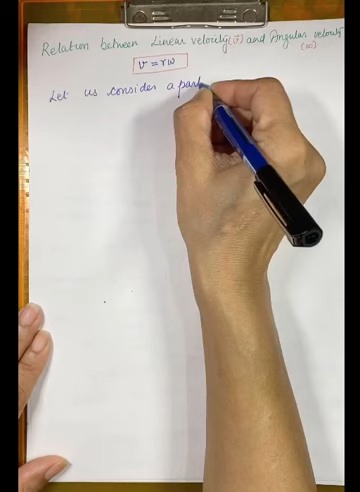 Relation between Linear velocity (v⃗) and Angular velocity
(ω)
v = rω
Let us consider a part